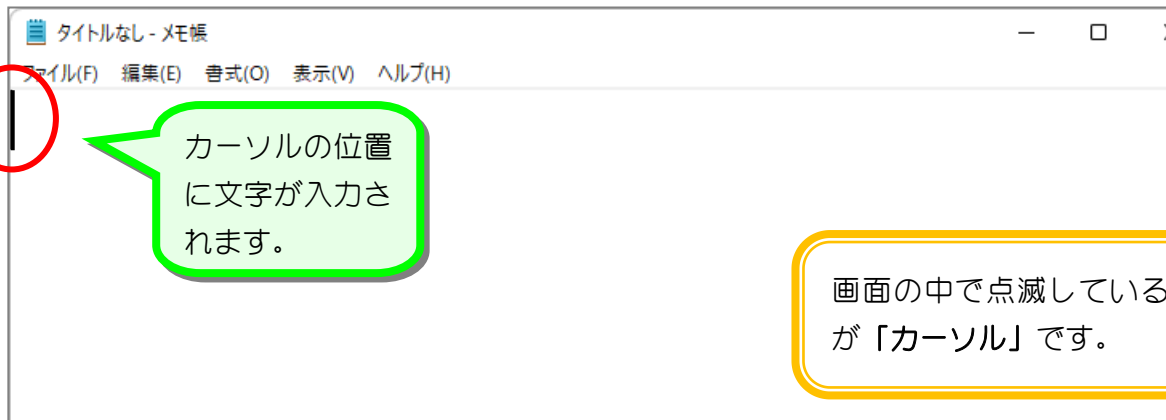 タイトルなし - メモ帳
ファイル(F) 編集(E) 書式(O) 表示(V) ヘルプ(H)
カーソルの位置
に文字が入力さ
れます。
画面の中で点滅している
が「カーソル」です。